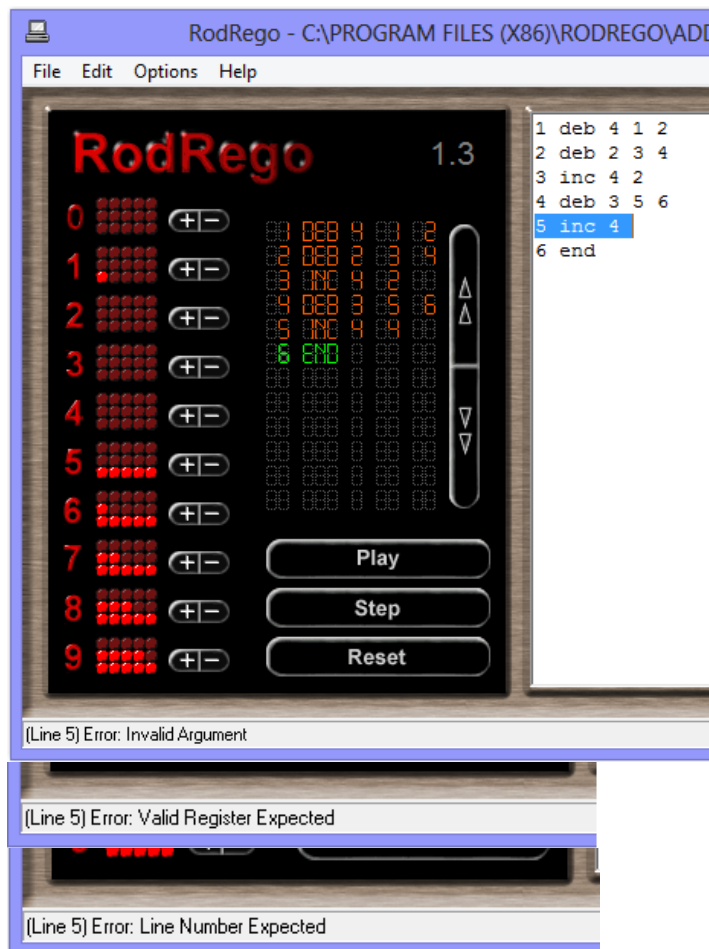 RodRego - C:\PROGRAM FILES (X86)\RODREGO\ADD
File Edit Options Help
RodRego 1.3
0
1
2
3
4
5
6
7
8
9
1 DEB 4 1 2
2 DEB 2 3 4
3 INC 4 2
4 DEB 3 5 6
5 INC 4 4
6 END
Play
Step
Reset
1 deb 4 1 2
2 deb 2 3 4
3 inc 4 2
4 deb 3 5 6
5 inc 4
6 end
(Line 5) Error: Invalid Argument
(Line 5) Error: Valid Register Expected
(Line 5) Error: Line Number Expected